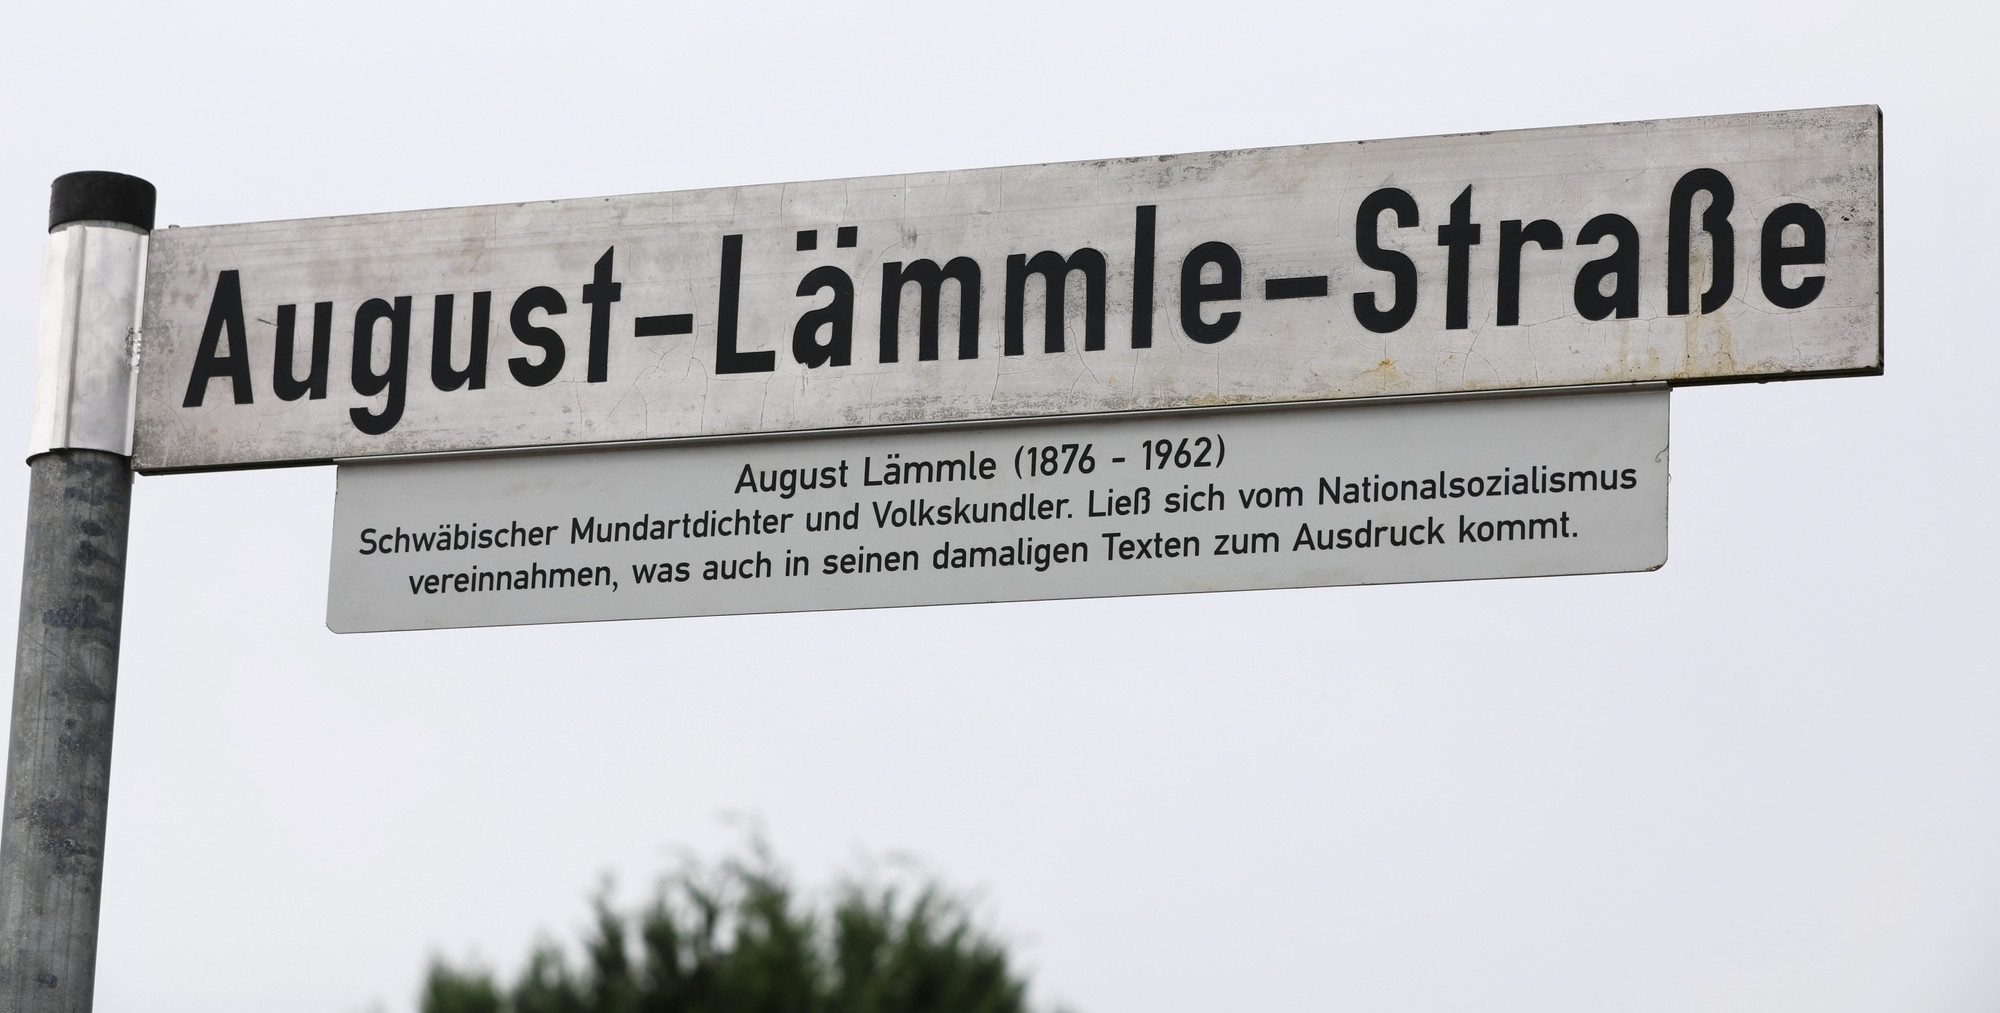 August-Lämmle-Straße
August Lämmle (1876 - 1962)
Schwäbischer Mundartdichter und Volkskundler. Ließ sich vom Nationalsozialismus
vereinnahmen, was auch in seinen damaligen Texten zum Ausdruck kommt.